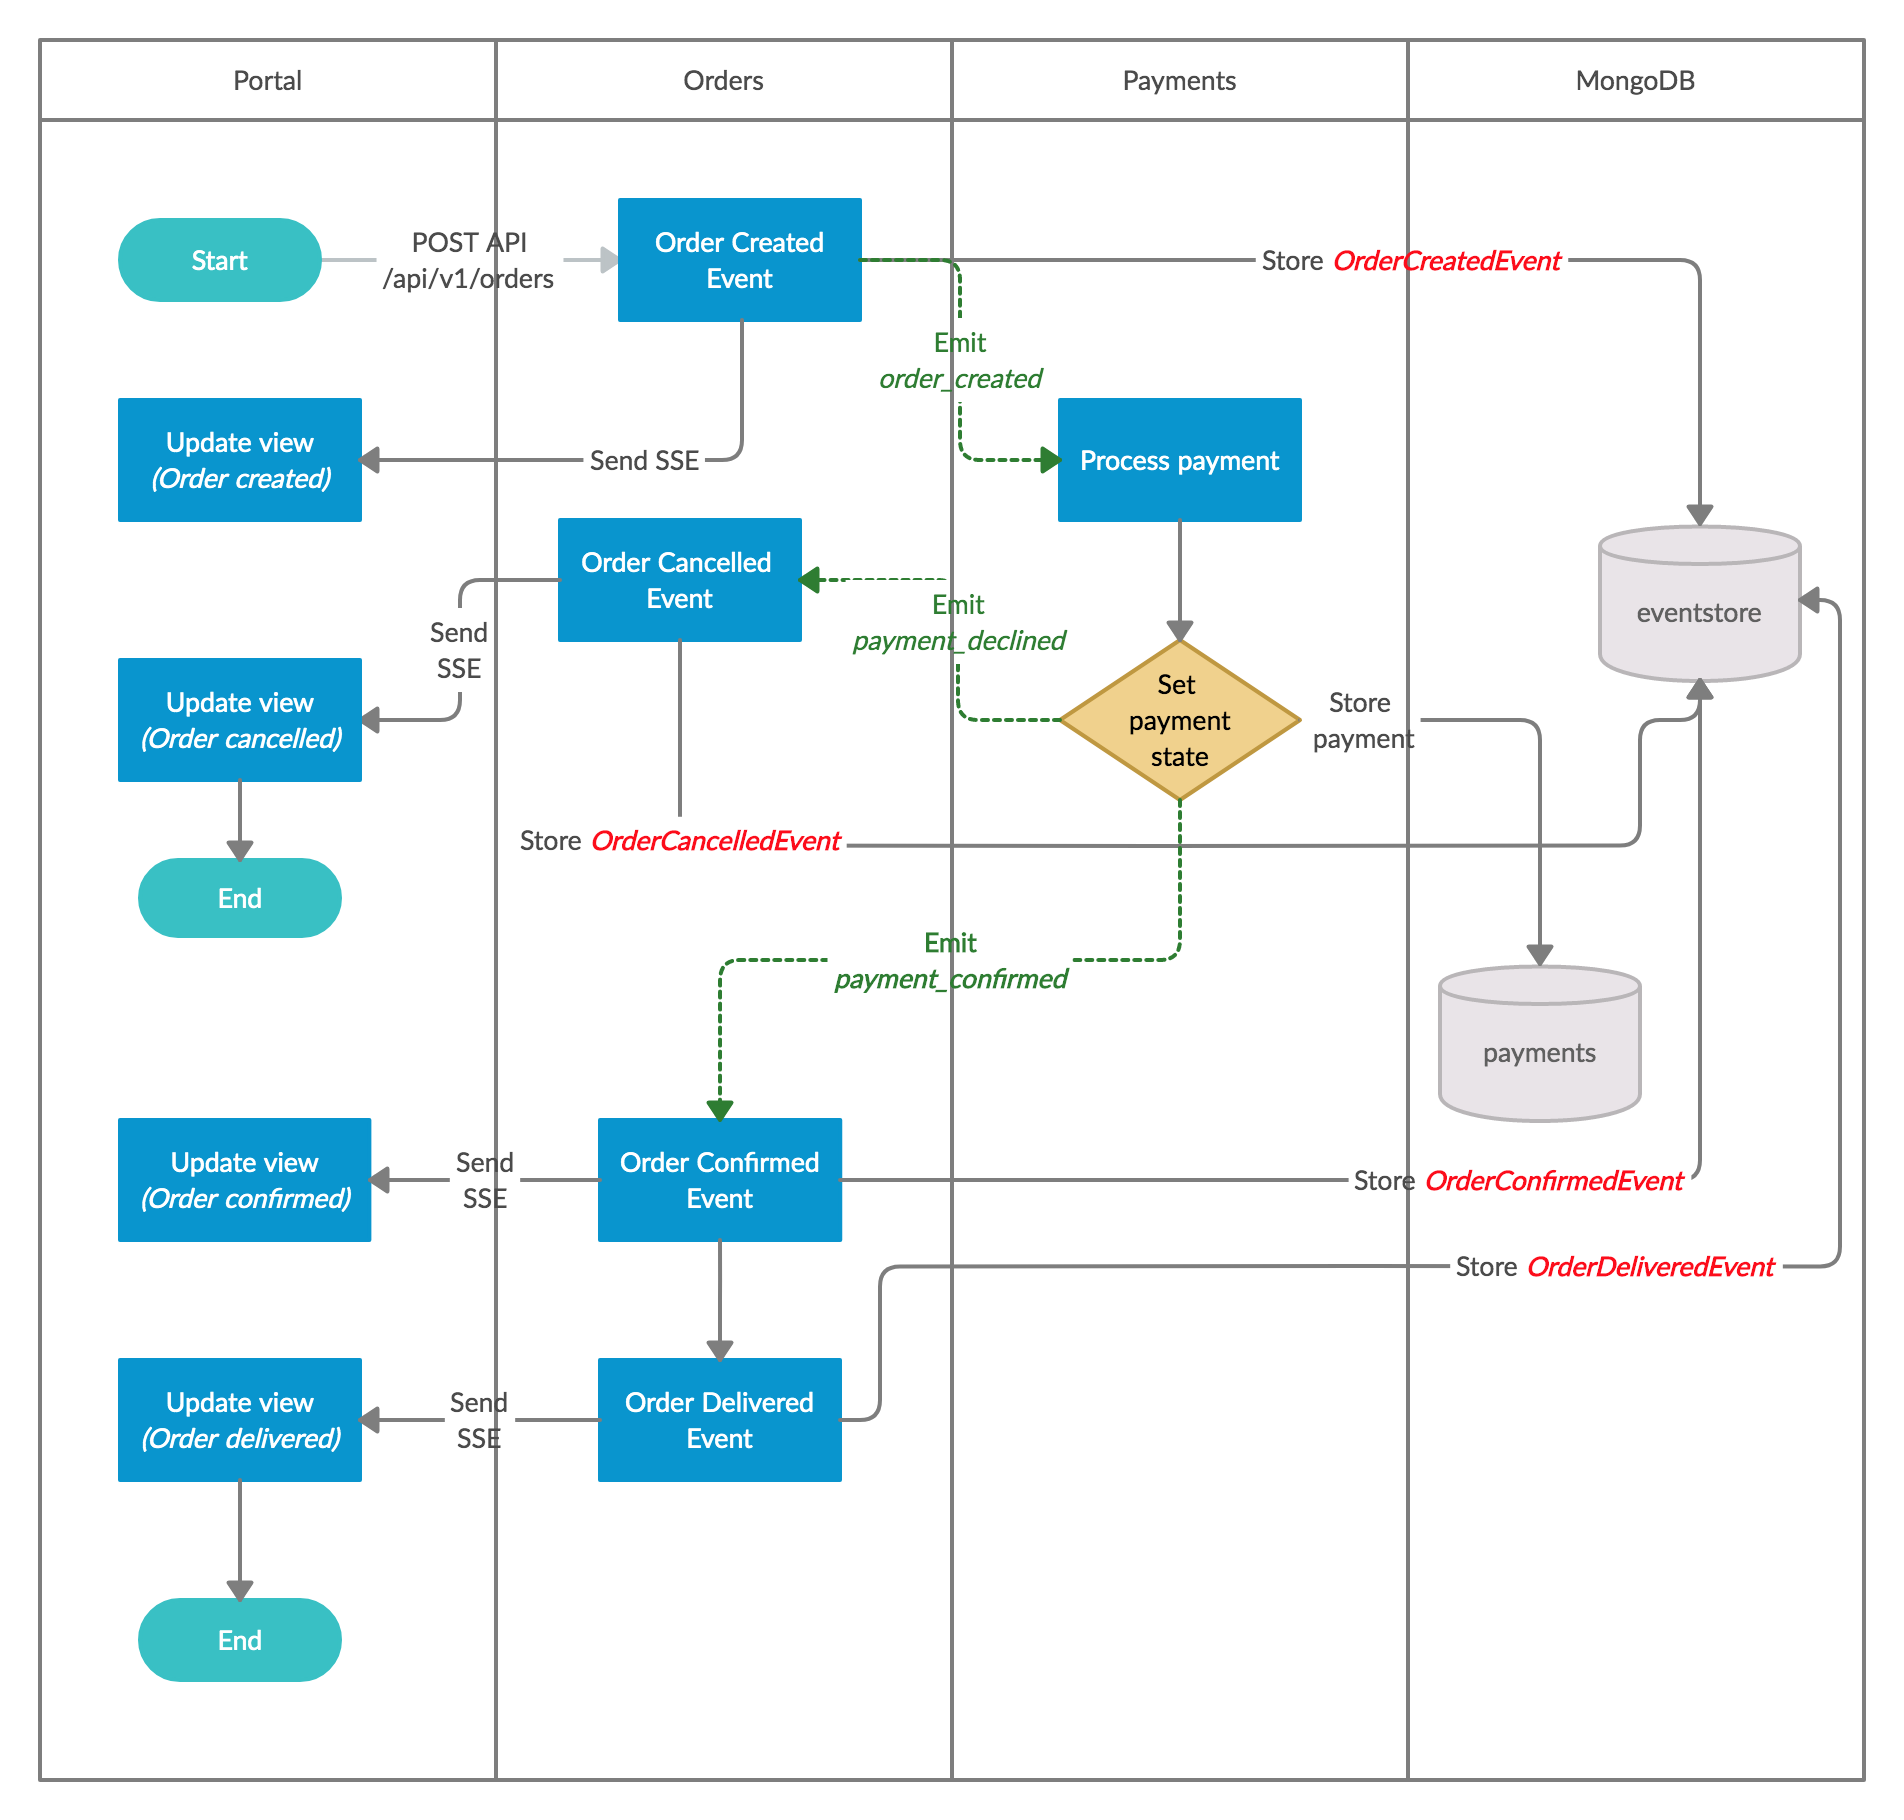 Portal
Orders
Payments
MongoDB
Start
POST API
/api/v1/orders
Order Created
Event
Store OrderCreatedEvent
Emit
order_created
Update view
(Order created)
Send SSE
Process payment
Order Cancelled
Event
Emit
payment_declined
eventstore
Send
SSE
Update view
(Order cancelled)
Set
payment
state
Store
payment
Store OrderCancelledEvent
End
Emit
payment_confirmed
payments
Update view
(Order confirmed)
Send
SSE
Order Confirmed
Event
Store OrderConfirmedEvent
Store OrderDeliveredEvent
Update view
(Order delivered)
Send
SSE
Order Delivered
Event
End